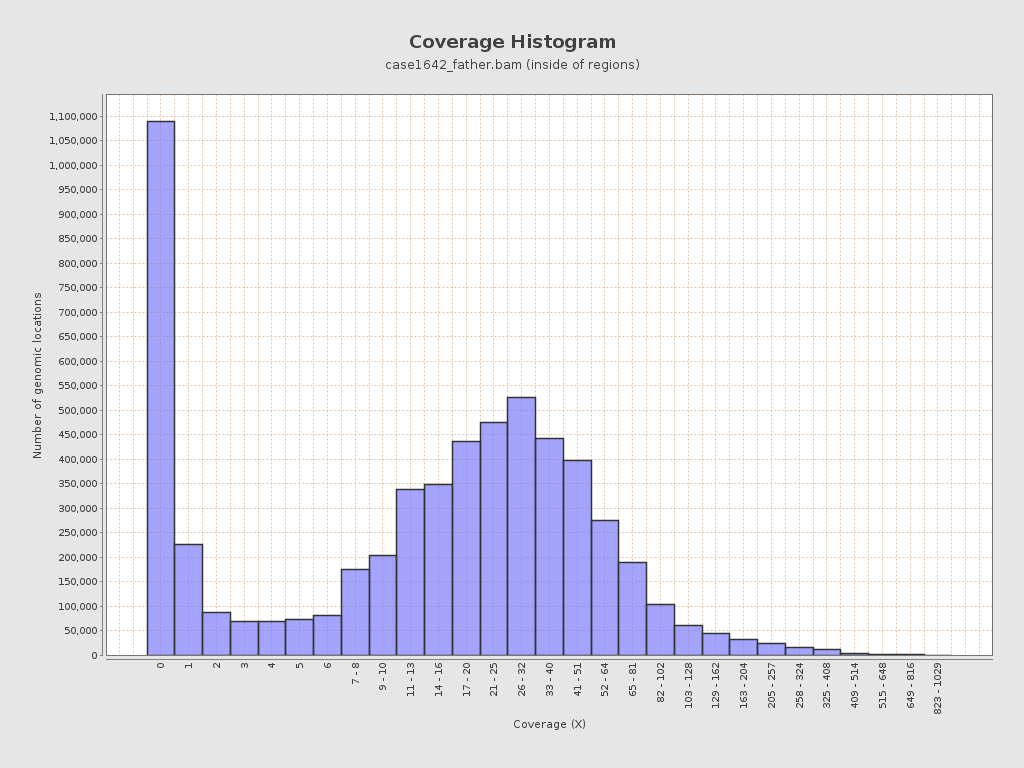 Coverage Histogram
case1642_father.bam (inside of regions)
1,100,000
1,050,000
1,000,000
950,000
900,000
850,000
800,000
750,000
700,000
650,000
600,000
550,000
500,000
450,000
400,000
350,000
300,000
250,000
200,000
150,000
100,000
50,000
0
Number of genomic locations
0
1
2
3
4
5
6
7 - 8
9 - 10
11 - 13
14 - 16
17 - 20
21 - 25
26 - 32
33 - 40
41 - 51
52 - 64
65 - 81
82 - 102
103 - 128
129 - 162
163 - 204
205 - 257
258 - 324
325 - 408
409 - 514
515 - 648
649 - 816
823 - 1029
Coverage (X)